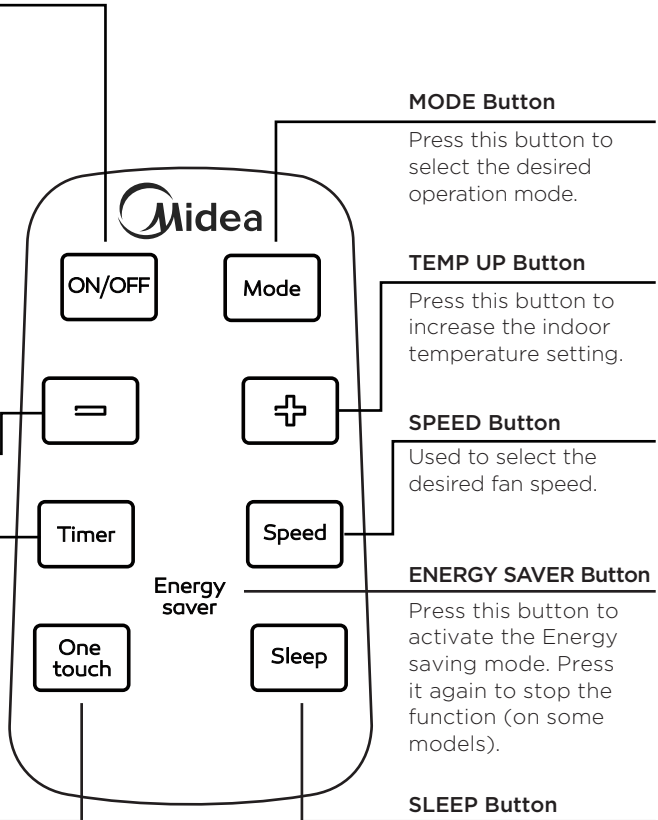 MODE Button
Press this button to
select the desired
operation mode.
Midea
ON/OFF
Mode
TEMP UP Button
Press this button to
increase the indoor
temperature setting.
SPEED Button
Used to select the
desired fan speed.
Timer
Speed
Energy
saver
ENERGY SAVER Button
Press this button to
activate the Energy
saving mode. Press
it again to stop the
function (on some
models).
One
touch
Sleep
SLEEP Button